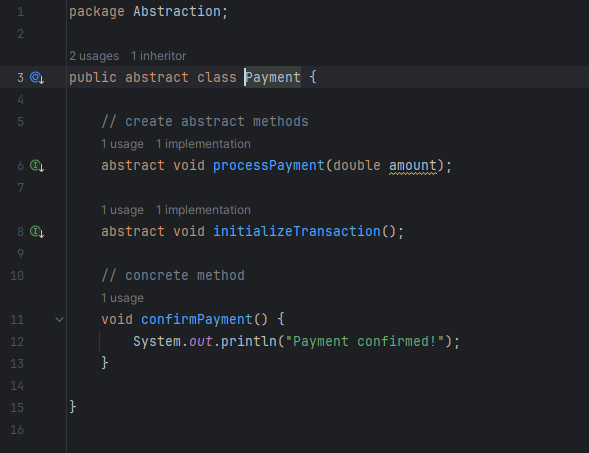 1 package Abstraction;
2
2 usages 1 inheritor
3 public abstract class Payment {
4
5 // create abstract methods
1 usage 1 implementation
6 abstract void processPayment(double amount);
7
1 usage 1 implementation
8 abstract void initializeTransaction();
9
10 // concrete method
1 usage
11 void confirmPayment() {
12 System.out.println("Payment confirmed!");
13 }
14
15 }
16